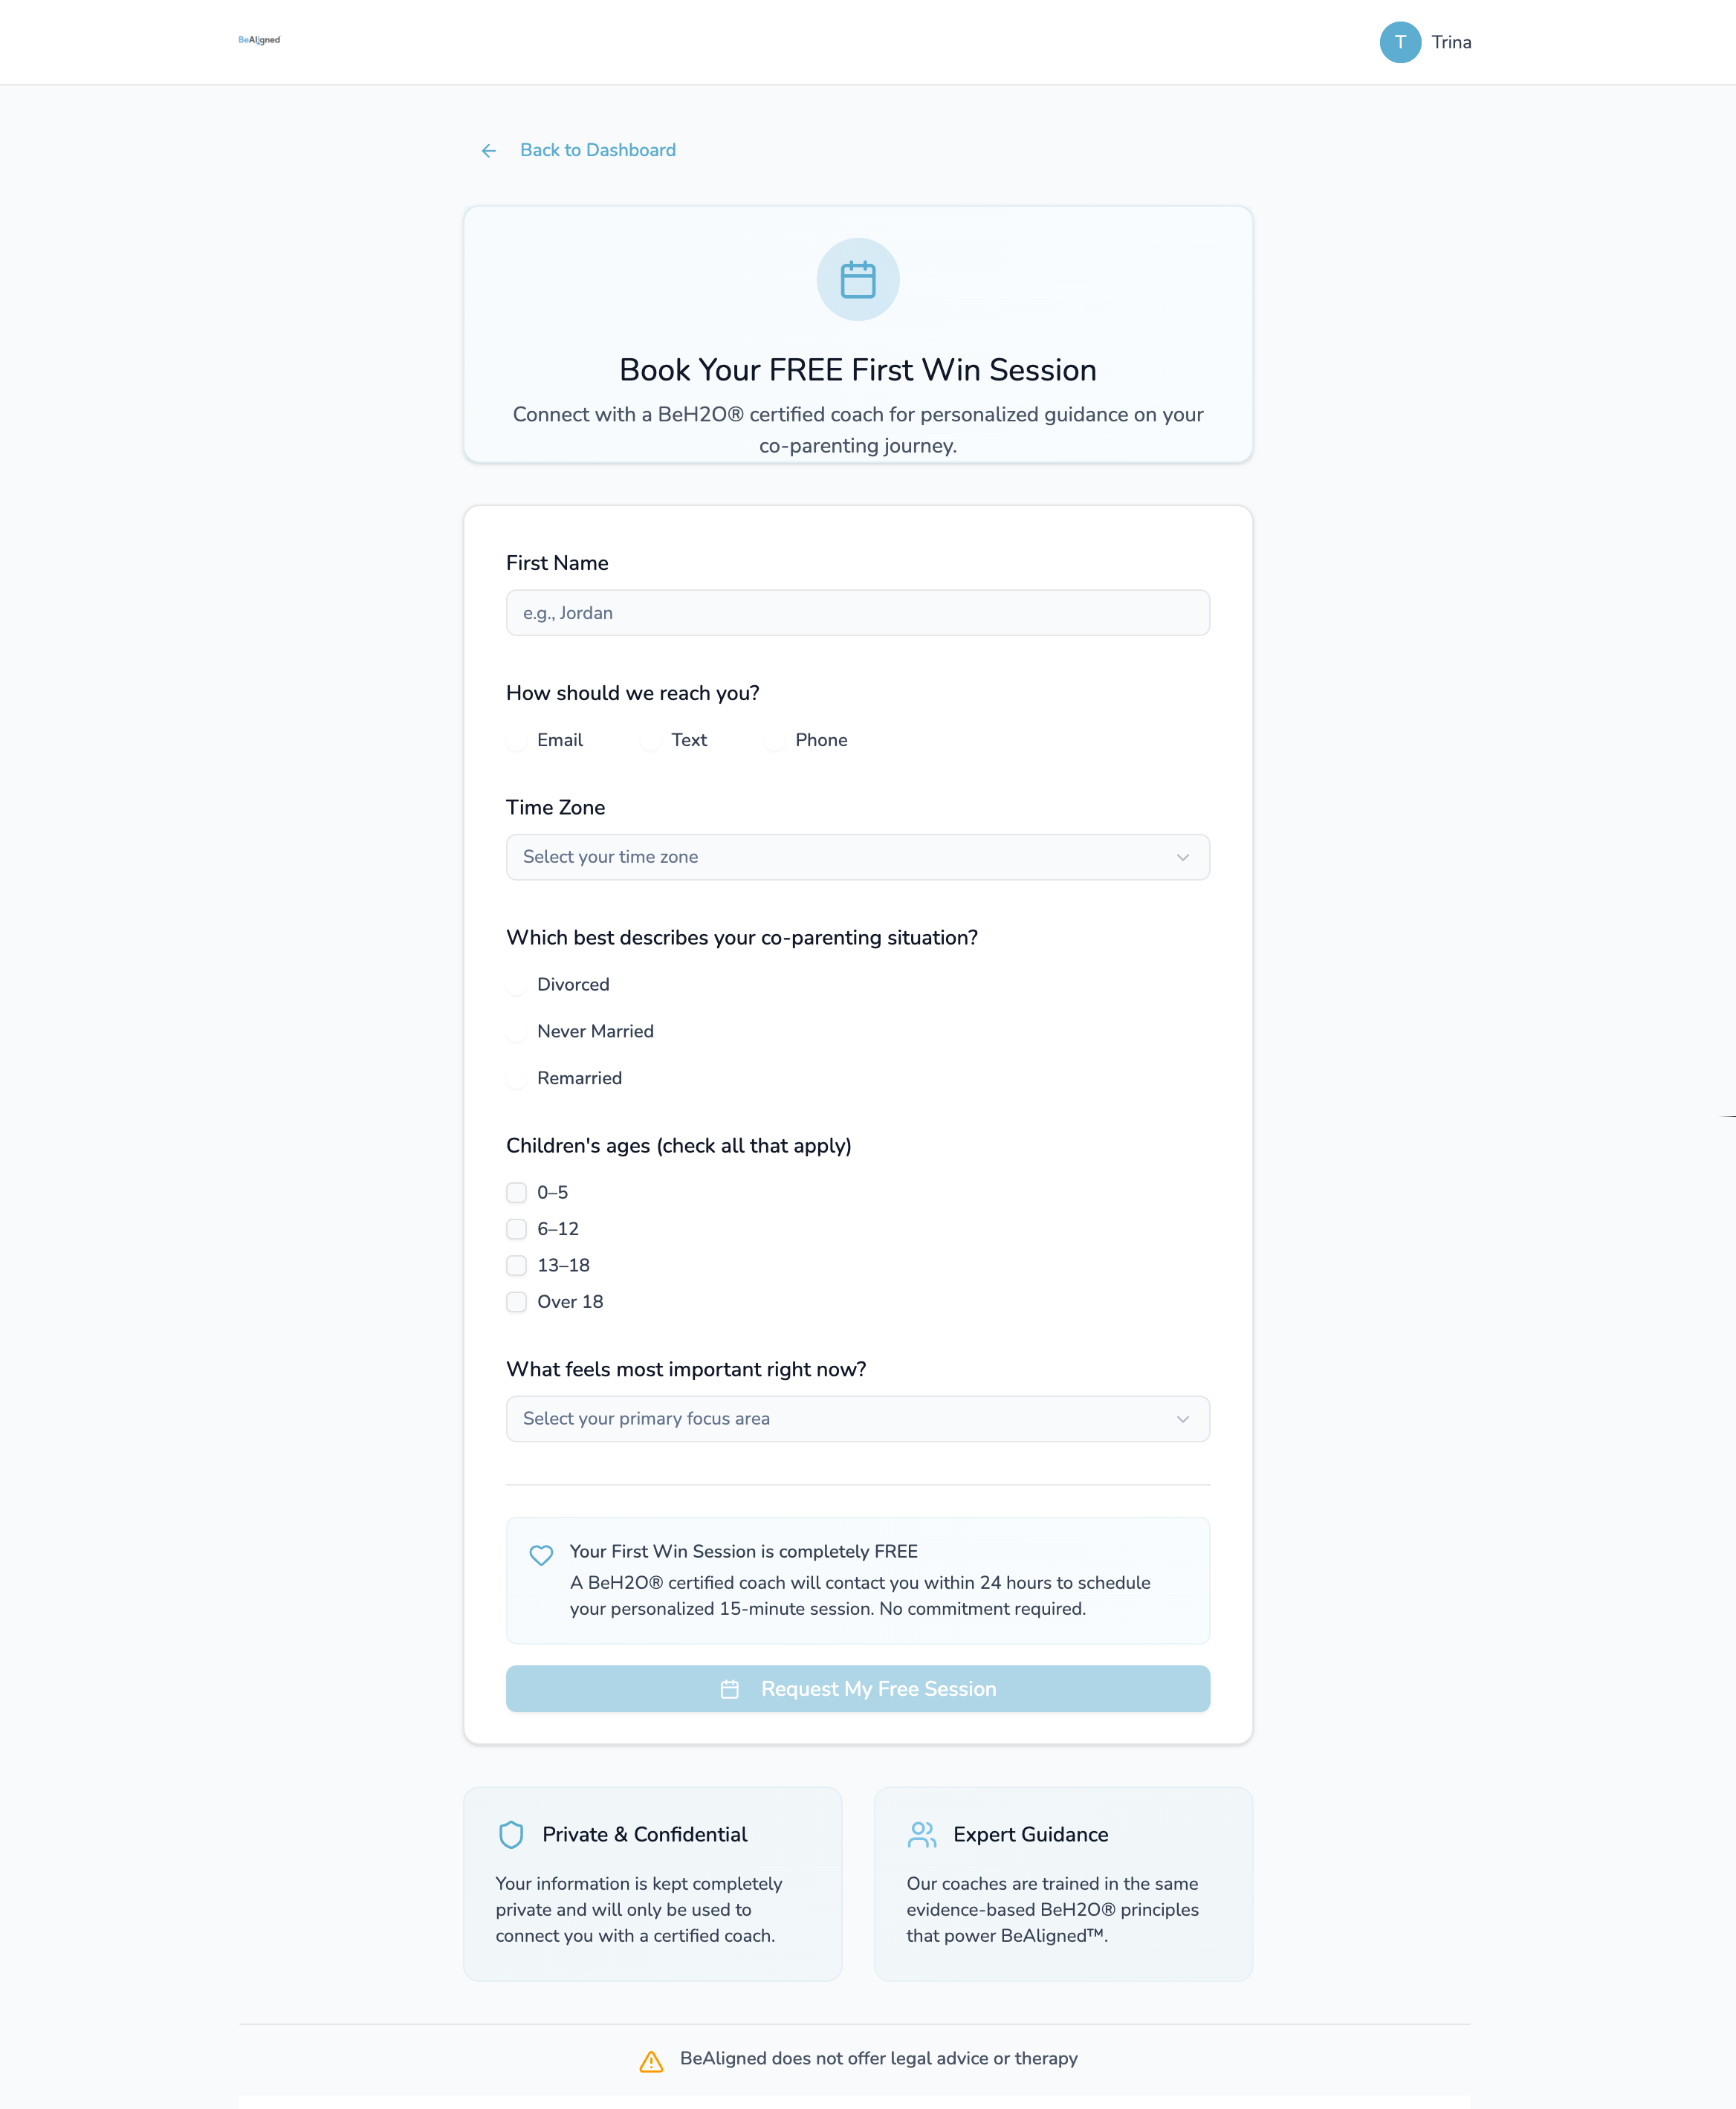 BeAligned
T
Trina
Back to Dashboard
Book Your FREE First Win Session
Connect with a BeH2O® certified coach for personalized guidance on your
co-parenting journey.
First Name
e.g., Jordan
How should we reach you?
Email
Text
Phone
Time Zone
Select your time zone
Which best describes your co-parenting situation?
Divorced
Never Married
Remarried
Children's ages (check all that apply)
0–5
6–12
13–18
Over 18
What feels most important right now?
Select your primary focus area
Your First Win Session is completely FREE
A BeH2O® certified coach will contact you within 24 hours to schedule
your personalized 15-minute session. No commitment required.
Request My Free Session
Private & Confidential
Your information is kept completely
private and will only be used to
connect you with a certified coach.
Expert Guidance
Our coaches are trained in the same
evidence-based BeH2O® principles
that power BeAligned™.
BeAligned does not offer legal advice or therapy